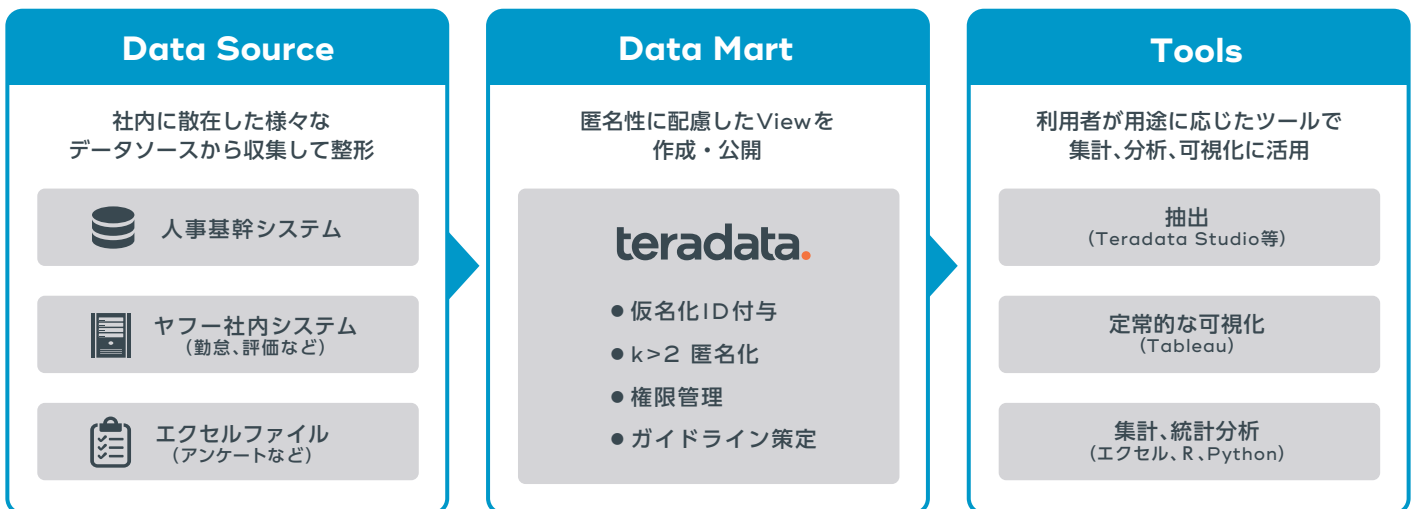 Data Source
社内に散在した様々な
データソースから収集して整形
人事基幹システム
ヤフー社内システム
(勤怠、評価など)
エクセルファイル
(アンケートなど)
Data Mart
匿名性に配慮したViewを
作成・公開
teradata.
●仮名化ID付与
●k>2 匿名化
●権限管理
●ガイドライン策定
Tools
利用者が用途に応じたツールで
集計、分析、可視化に活用
抽出
(Teradata Studio等)
定常的な可視化
(Tableau)
集計、統計分析
(エクセル、R、Python)